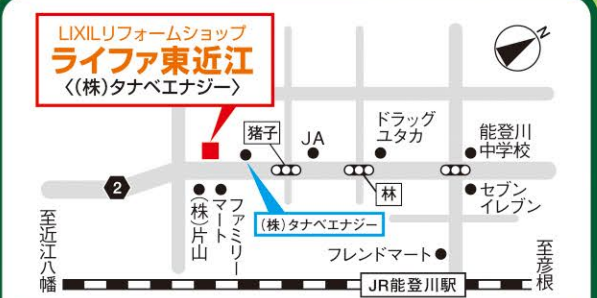 LIXILリフォームショップ
ライファ東近江
〈(株)タナベエナジー〉
N
猪子
JA
ドラッグ
ユタカ
能登川
中学校
2
林
セブン
イレブン
(株)片山
ファミリー
マート
(株)タナベエナジー
フレンドマート
至近江八幡
至彦根
JR能登川駅